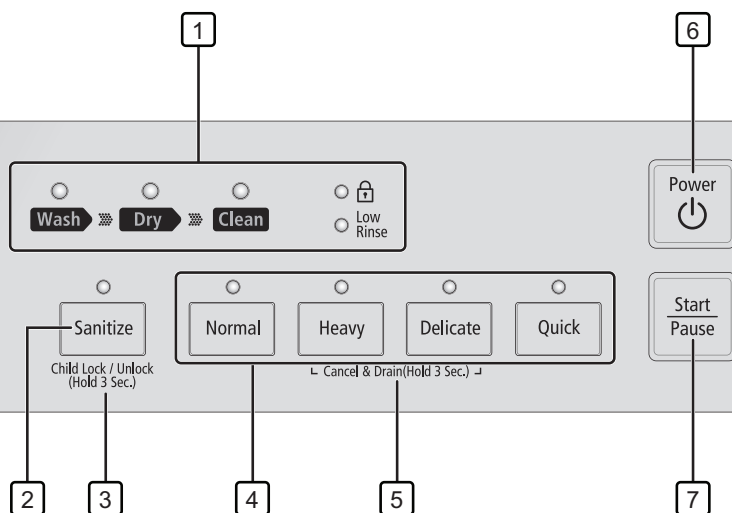 1
6
Power
Wash Dry Clean
Low
Rinse
Sanitize
Normal
Heavy
Delicate
Quick
Start
Pause
Child Lock / Unlock
(Hold 3 Sec.)
Cancel & Drain(Hold 3 Sec.)
2
3
4
5
7